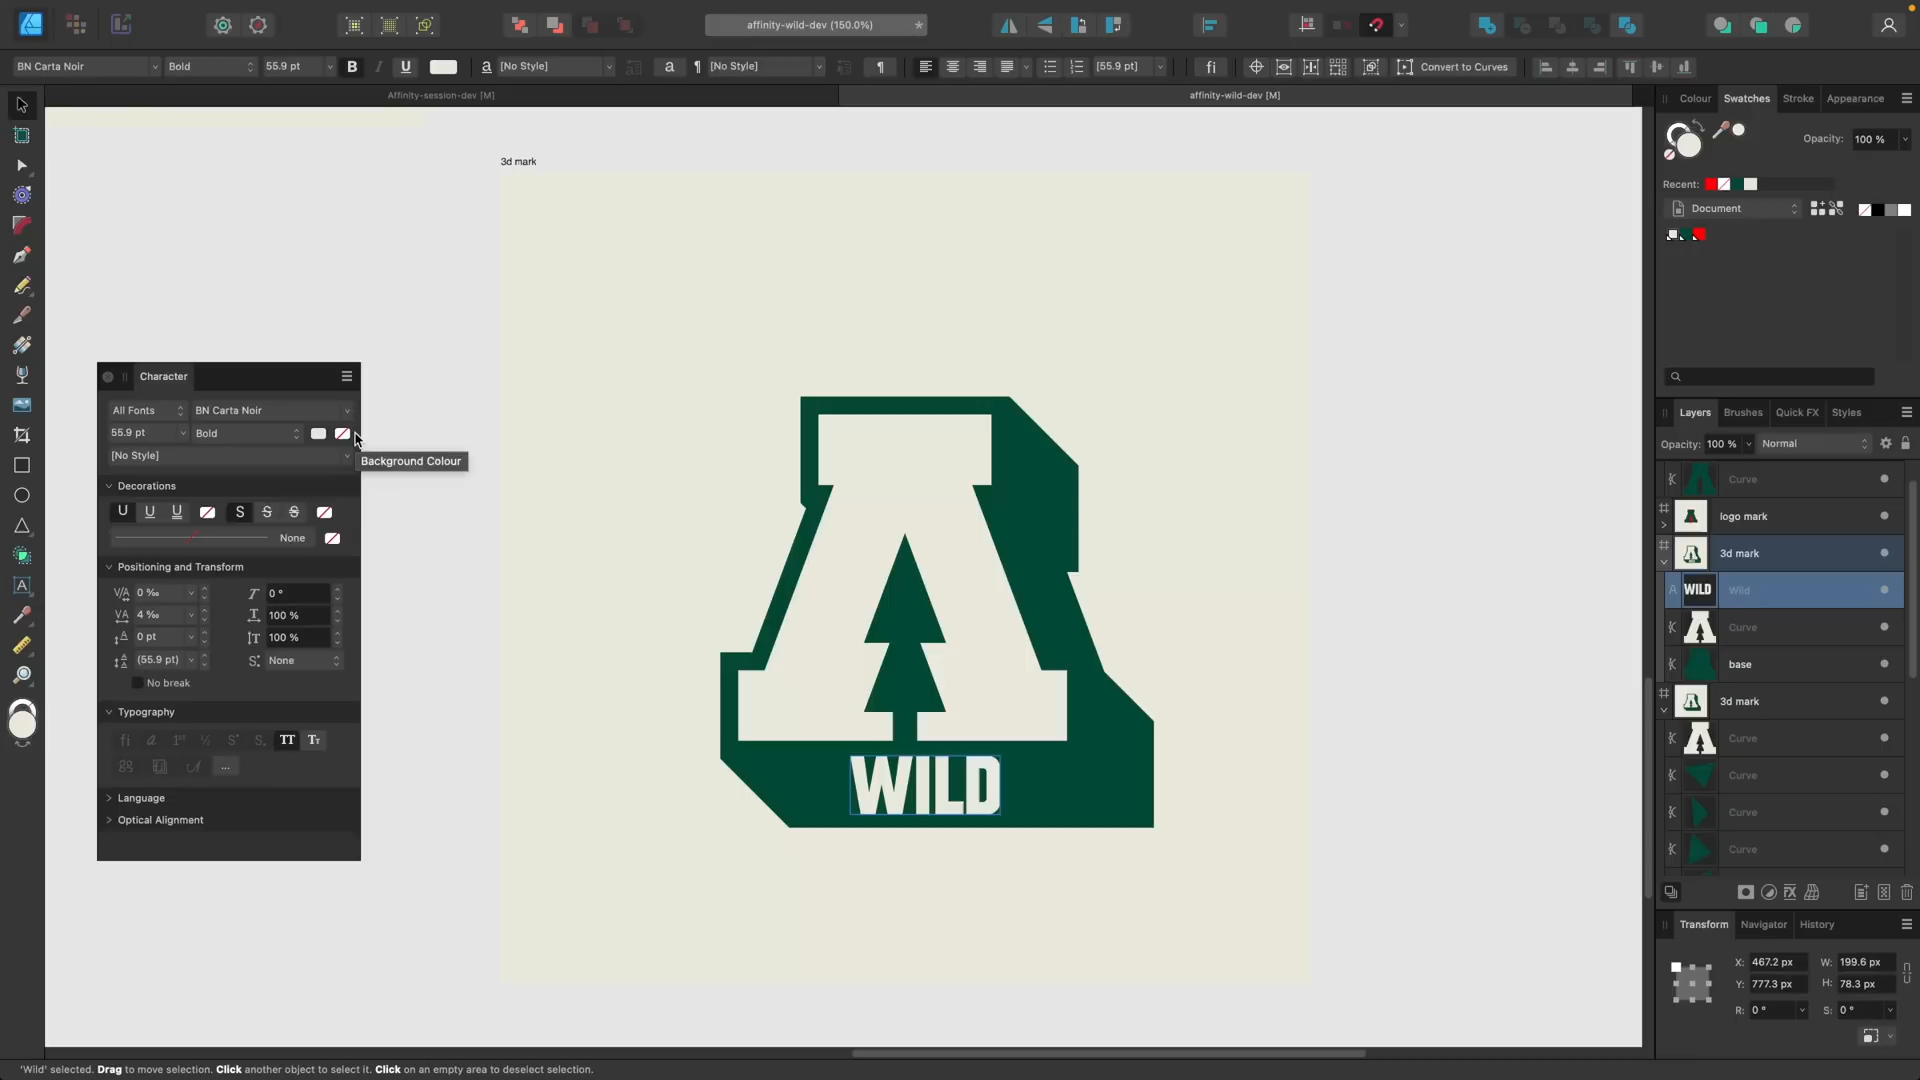 affinity-wild-dev (150.0%)
BN Carta Noir
Bold
55.9 pt
B
I
U
a
[No Style]
a
¶
[No Style]
¶
[55.9 pt]
fi
Convert to Curves
Affinity-session-dev [M]
affinity-wild-dev [M]
Colour
Swatches
Stroke
Appearance
Opacity:
100 %
Recent:
Document
3d mark
WILD
Character
All Fonts
BN Carta Noir
55.9 pt
Bold
[No Style]
Background Colour
Decorations
U U U S S S
None
Positioning and Transform
0 ‰
0 °
4 ‰
100 %
0 pt
100 %
(55.9 pt)
None
No break
Typography
TT
Tт
...
Language
Optical Alignment
Layers
Brushes
Quick FX
Styles
Opacity:
100 %
Normal
Curve
logo mark
3d mark
WILD
Wild
Curve
base
3d mark
Curve
Curve
Curve
Curve
Transform
Navigator
History
X: 467.2 px
W: 199.6 px
Y: 777.3 px
H: 78.3 px
R: 0 °
S: 0 °
'Wild' selected. Drag to move selection. Click another object to select it. Click on an empty area to deselect selection.